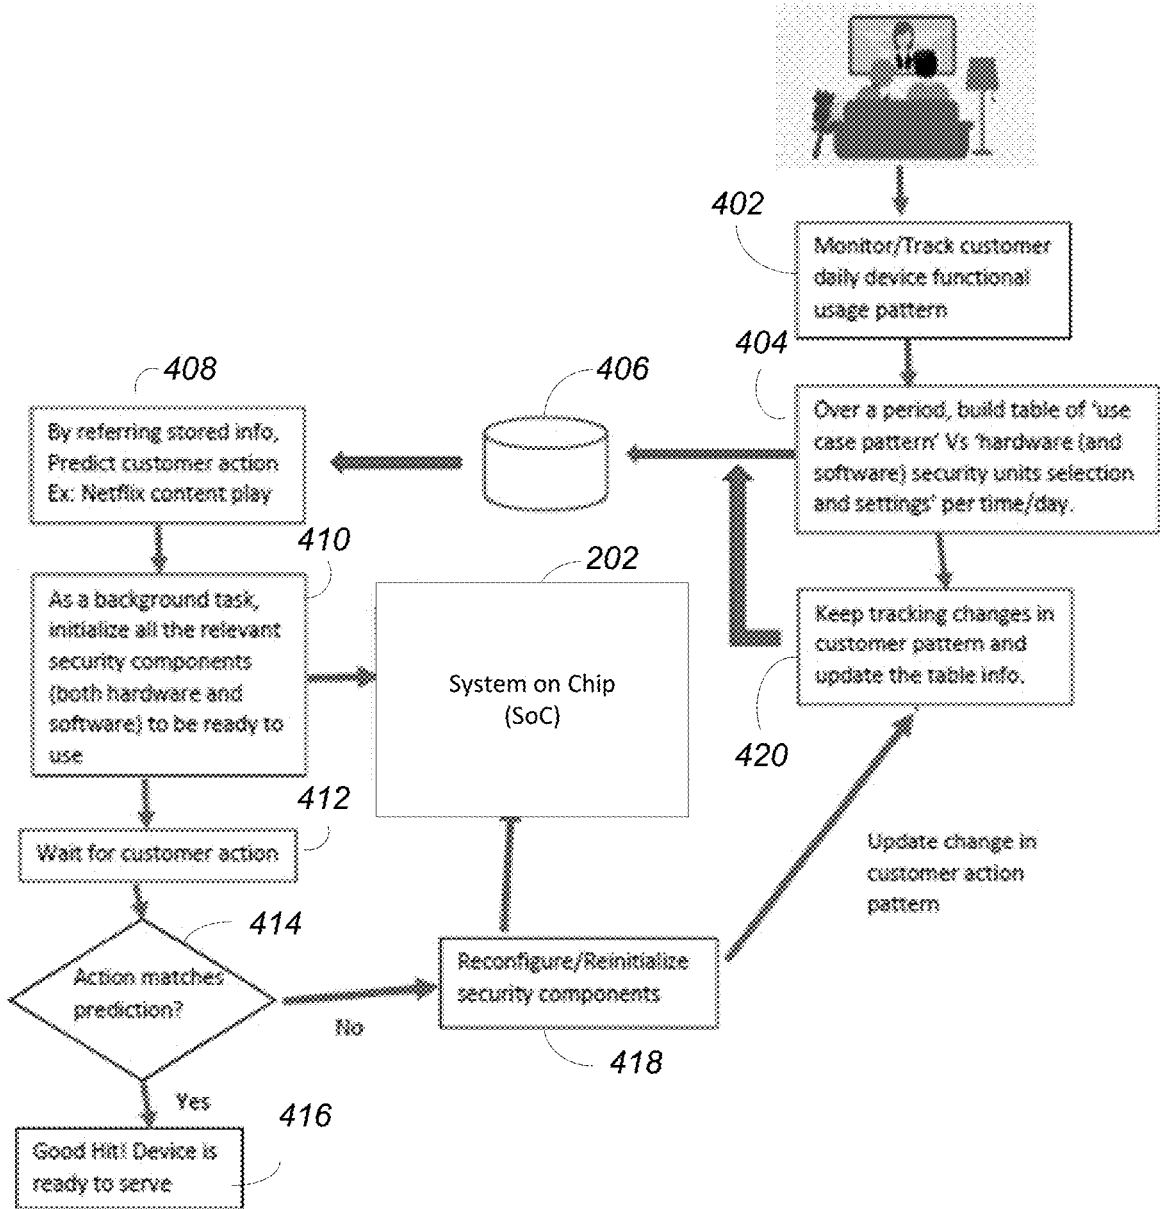 402
Monitor/Track customer
daily device functional
usage pattern
404
Over a period, build table of 'use
case pattern' Vs 'hardware (and
software) security units selection
and settings' per time/day.
406
408
By referring stored info,
Predict customer action
Ex: Netflix content play
410
As a background task,
initialize all the relevant
security components
(both hardware and
software) to be ready to
use
202
System on Chip
(SoC)
Keep tracking changes in
customer pattern and
update the table info.
420
412
Wait for customer action
Update change in
customer action
pattern
414
Action matches
prediction?
No
Reconfigure/Reinitialize
security components
418
Yes
416
Good Hit! Device is
ready to serve